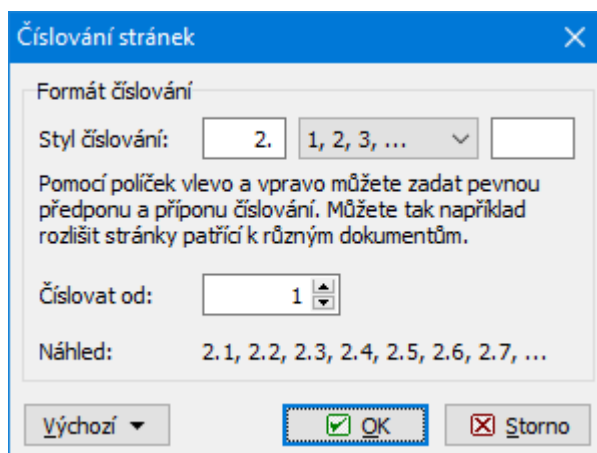 Číslování stránek
Formát číslování
Styl číslování: 2. 1, 2, 3, ...
Pomocí políček vlevo a vpravo můžete zadat pevnou
předponu a příponu číslování. Můžete tak například
rozlišit stránky patřící k různým dokumentům.
Číslovat od: 1
Náhled: 2.1, 2.2, 2.3, 2.4, 2.5, 2.6, 2.7, ...
Výchozí OK Storno